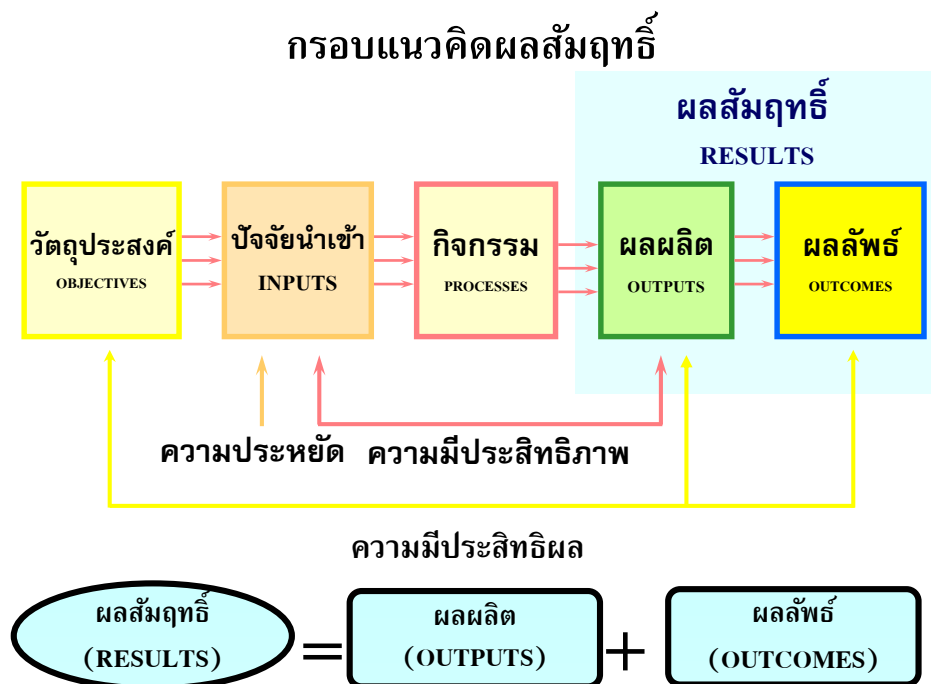 กรอบแนวคิดผลสัมฤทธิ์
ผลสัมฤทธิ์
RESULTS
วัตถุประสงค์
OBJECTIVES
ปัจจัยนำเข้า
INPUTS
กิจกรรม
PROCESSES
ผลผลิต
OUTPUTS
ผลลัพธ์
OUTCOMES
ความประหยัด
ความมีประสิทธิภาพ
ความมีประสิทธิผล
ผลสัมฤทธิ์
(RESULTS)
=
ผลผลิต
(OUTPUTS)
+
ผลลัพธ์
(OUTCOMES)